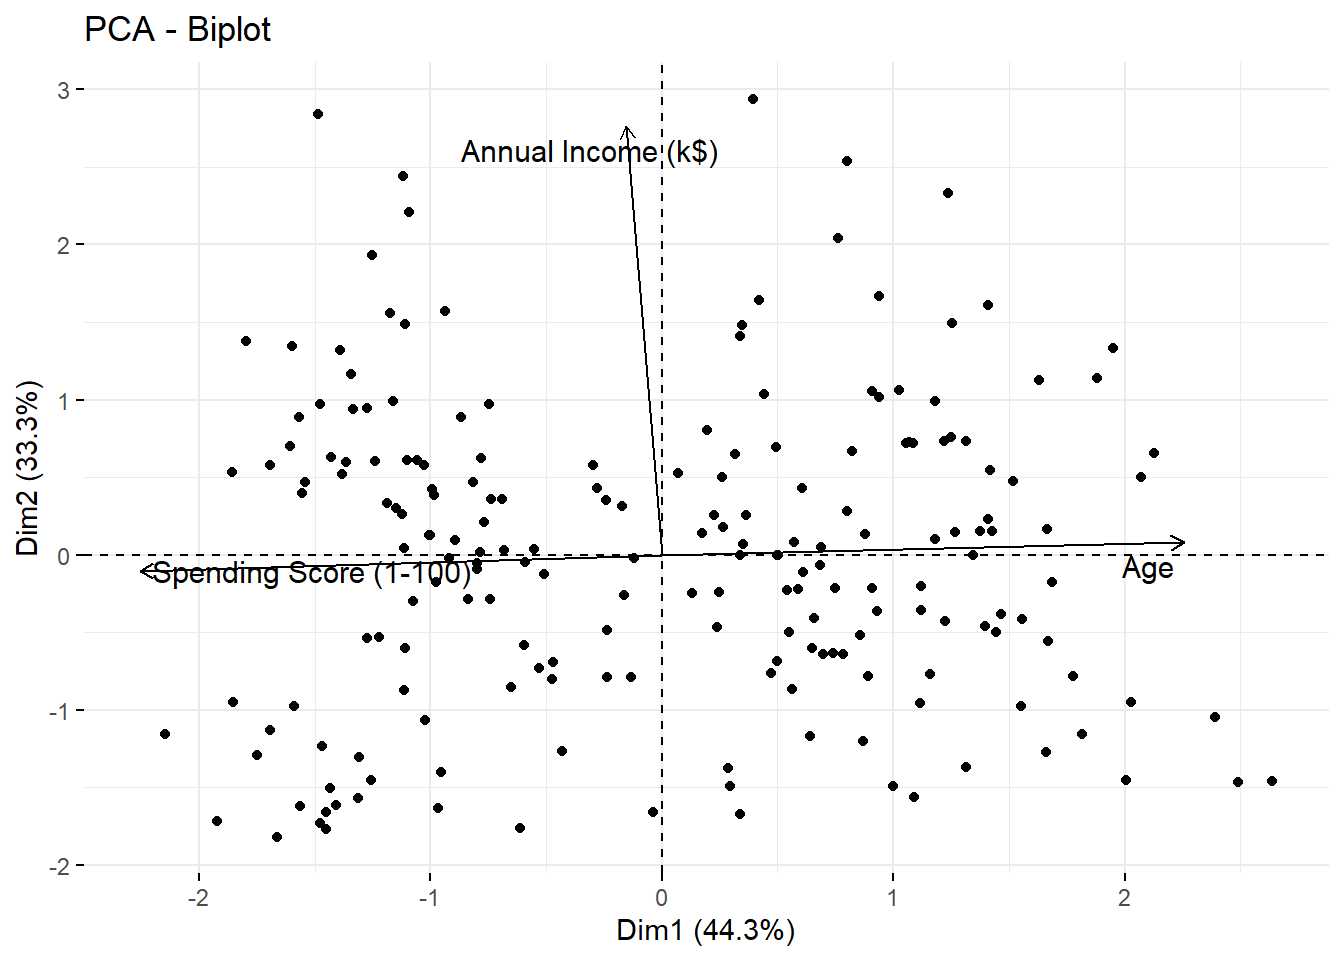 PCA - Biplot
3
2
1
0
-1
-2
Dim2 (33.3%)
Annual Income (k$)
Spending Score (1-100)
Age
-2
-1
0
1
2
Dim1 (44.3%)